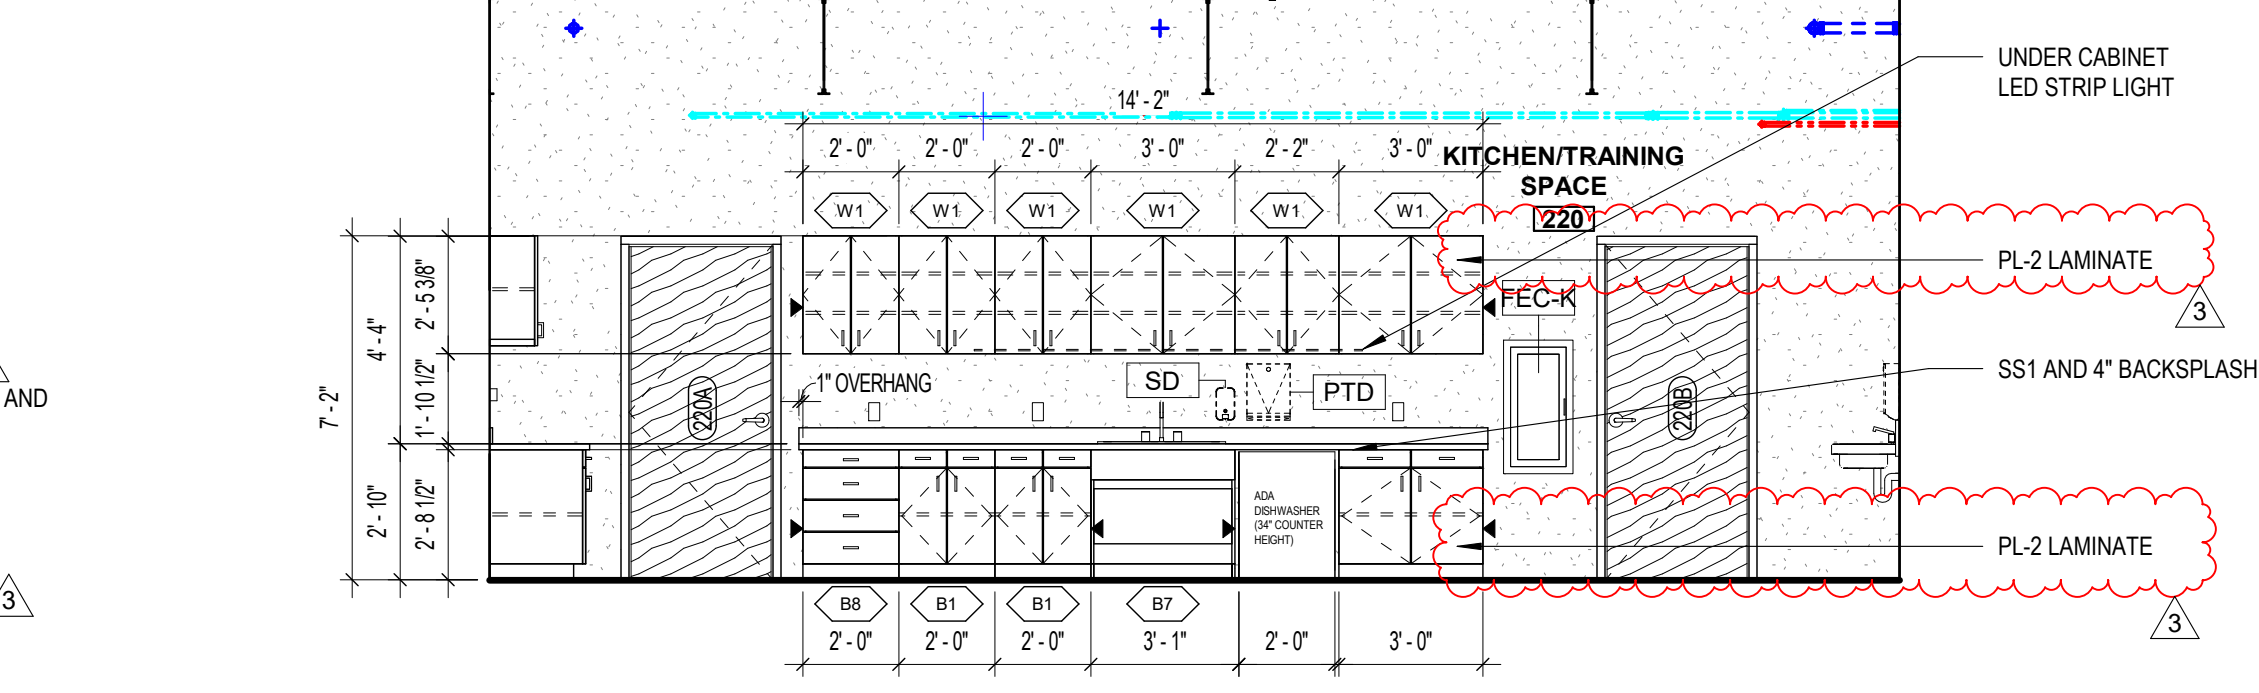 UNDER CABINET
LED STRIP LIGHT
14' - 2"
2' - 0"
2' - 0"
2' - 0"
3' - 0"
2' - 2"
3' - 0"
KITCHEN/TRAINING
SPACE
220
W1
W1
W1
W1
W1
W1
PL-2 LAMINATE
3
FEC-K
7' - 2"
4' - 4"
2' - 5 3/8"
1' - 10 1/2"
2' - 10"
2' - 8 1/2"
AND
3
1" OVERHANG
SD
PTD
220A
220B
SS1 AND 4" BACKSPLASH
ADA
DISHWASHER
(34" COUNTER
HEIGHT)
PL-2 LAMINATE
3
B8
B1
B1
B7
2' - 0"
2' - 0"
2' - 0"
3' - 1"
2' - 0"
3' - 0"